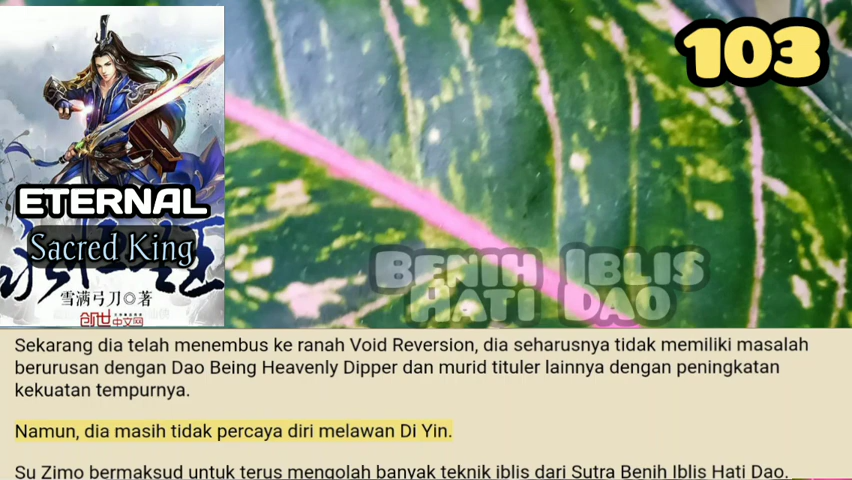 103
ETERNAL
Sacred King
雪满弓刀◎著
创世中文网
BENIH IBLIS
HATI DAO
Sekarang dia telah menembus ke ranah Void Reversion, dia seharusnya tidak memiliki masalah
berurusan dengan Dao Being Heavenly Dipper dan murid tituler lainnya dengan peningkatan
kekuatan tempurnya.
Namun, dia masih tidak percaya diri melawan Di Yin.
Su Zimo bermaksud untuk terus mengolah banyak teknik iblis dari Sutra Benih Iblis Hati Dao.